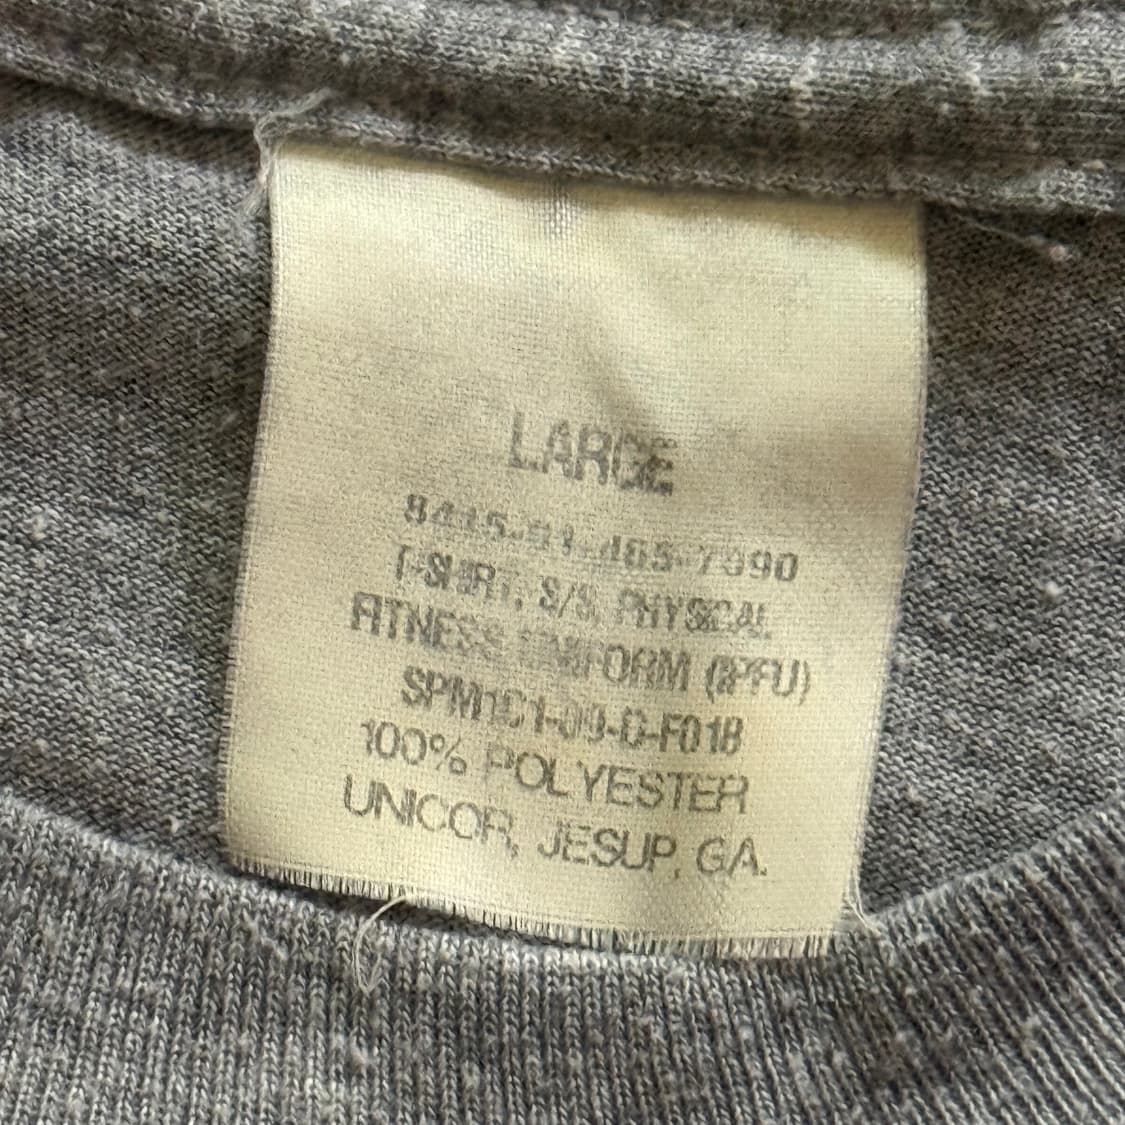 LARGE
8415-01-465-7990
T-SHIRT, S/S, PHYSICAL
FITNESS UNIFORM (IPFU)
SPM1C1-09-D-F018
100% POLYESTER
UNICOR, JESUP, GA.